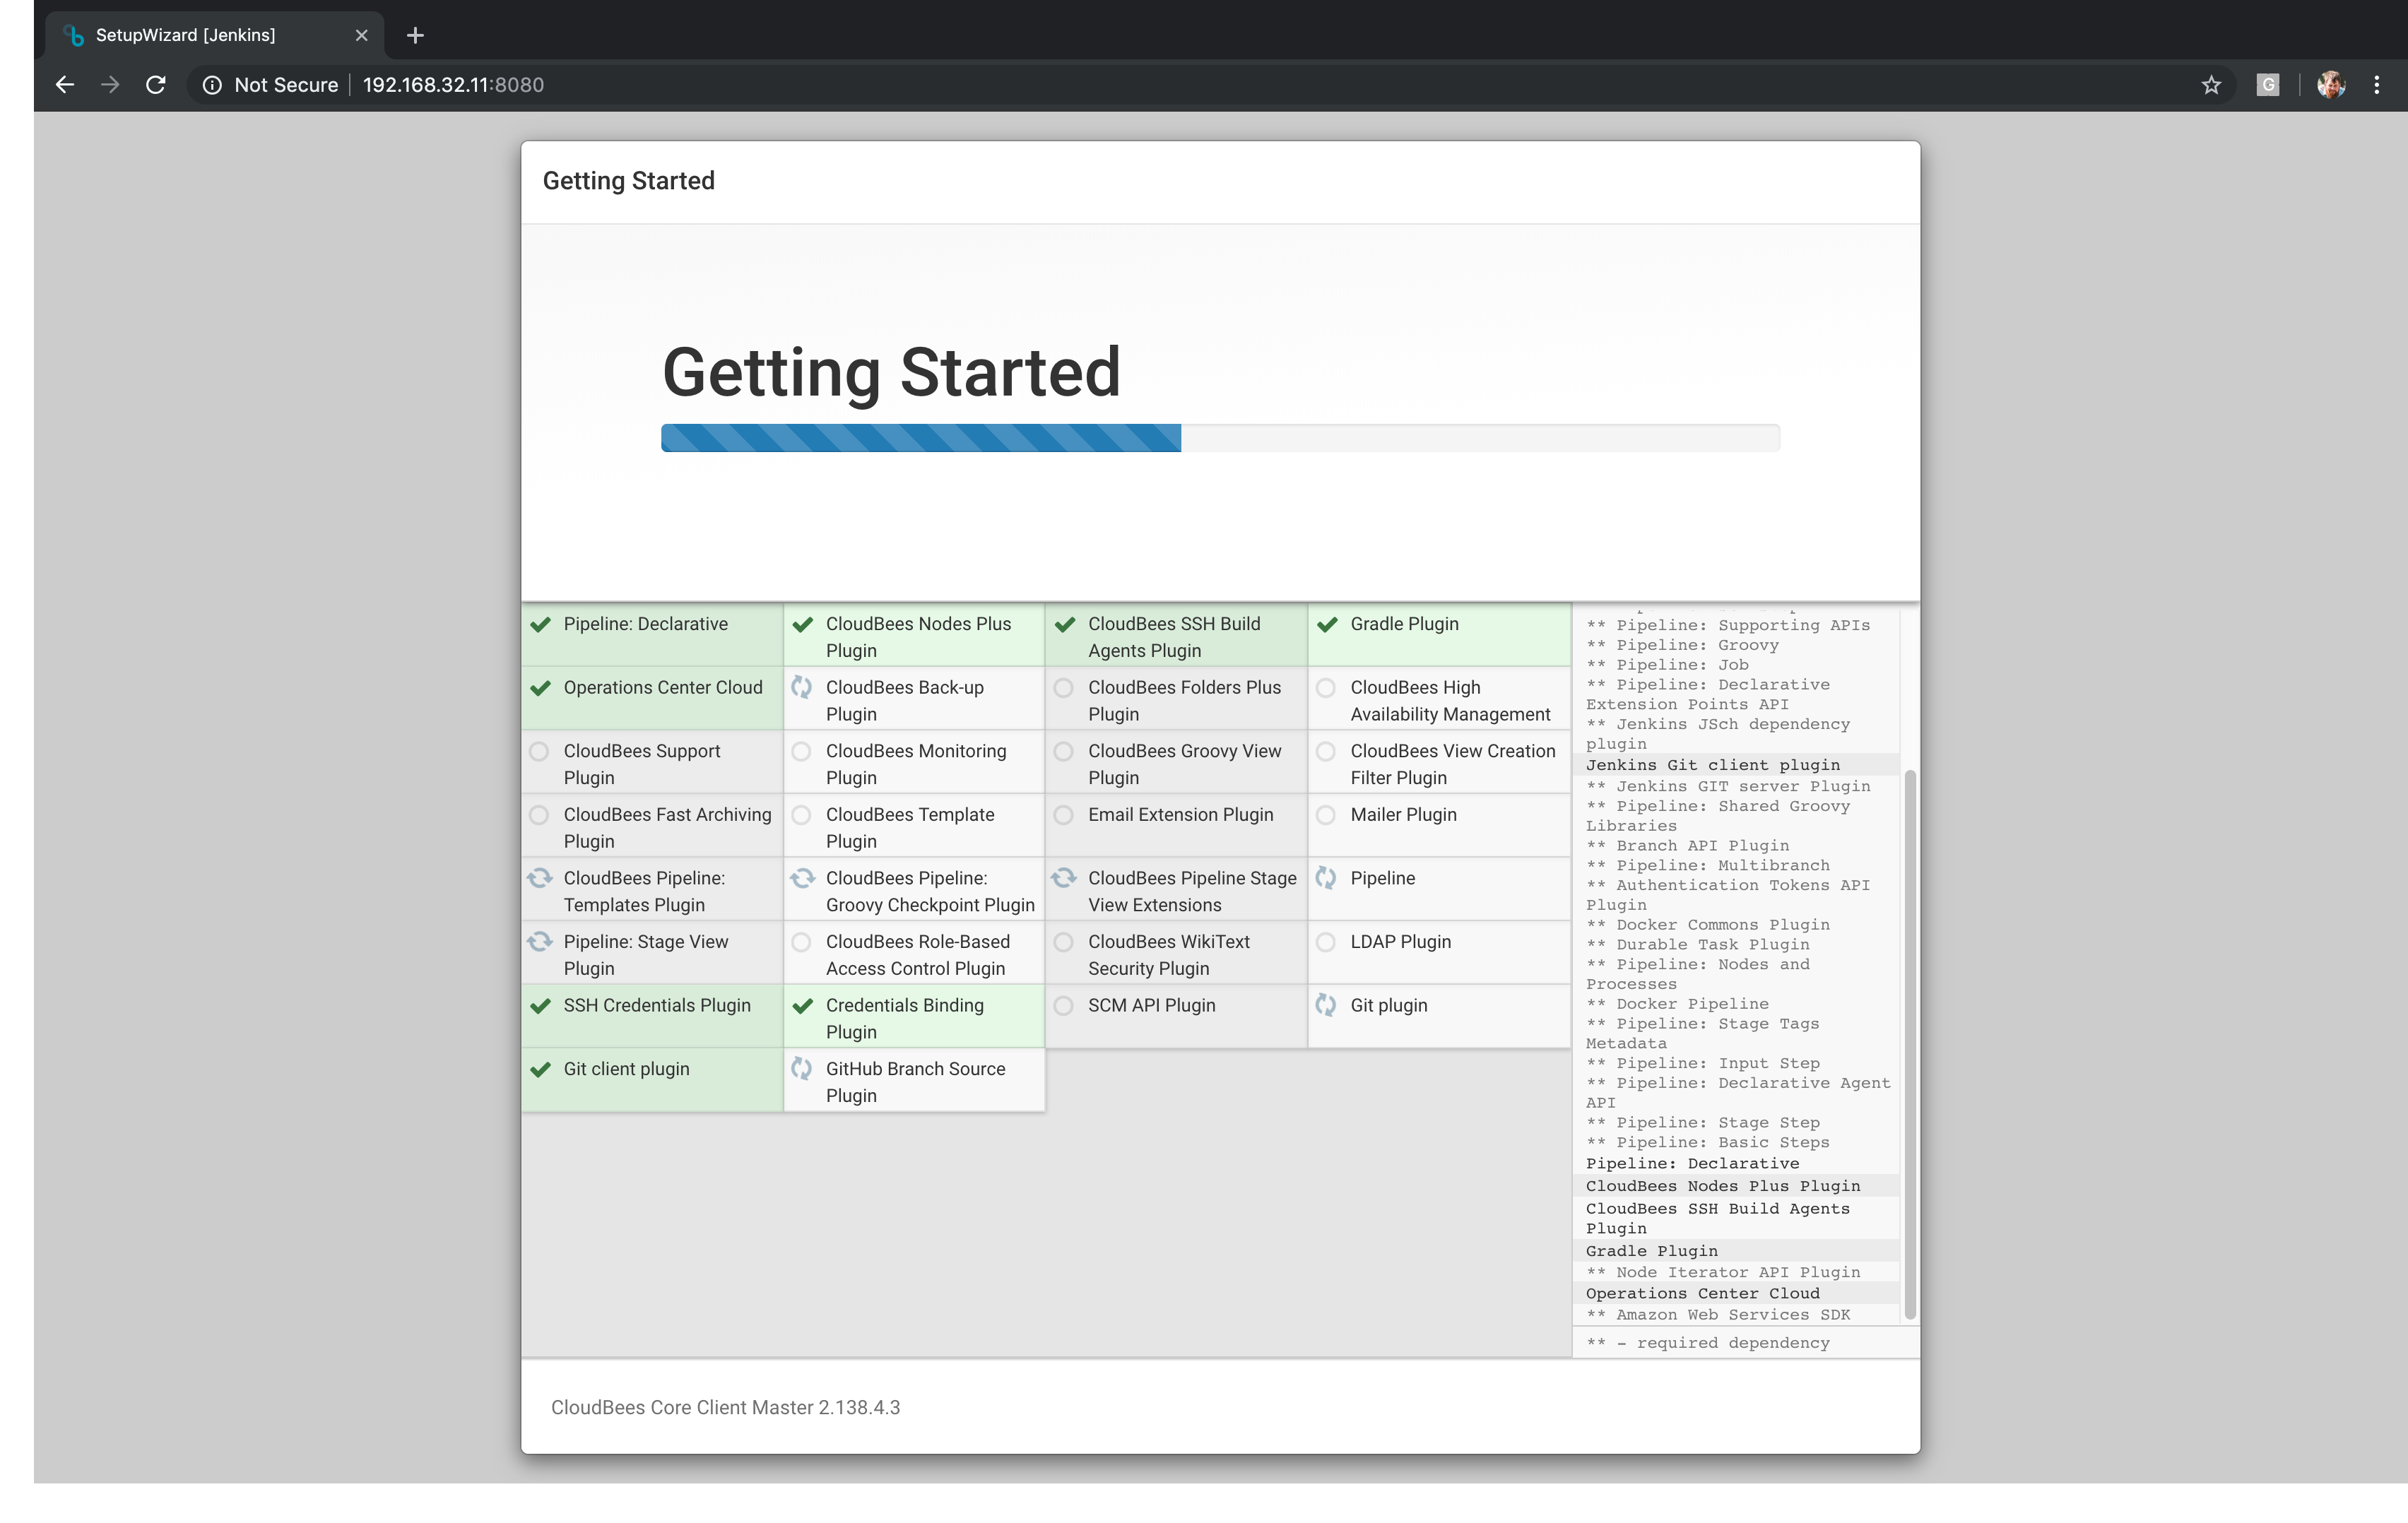 SetupWizard [Jenkins]
Not Secure
192.168.32.11:8080
G
Getting Started
Getting Started
Pipeline: Declarative
CloudBees Nodes Plus
Plugin
CloudBees SSH Build
Agents Plugin
Gradle Plugin
Operations Center Cloud
CloudBees Back-up
Plugin
CloudBees Folders Plus
Plugin
CloudBees High
Availability Management
CloudBees Support
Plugin
CloudBees Monitoring
Plugin
CloudBees Groovy View
Plugin
CloudBees View Creation
Filter Plugin
CloudBees Fast Archiving
Plugin
CloudBees Template
Plugin
Email Extension Plugin
Mailer Plugin
CloudBees Pipeline:
Templates Plugin
CloudBees Pipeline:
Groovy Checkpoint Plugin
CloudBees Pipeline Stage
View Extensions
Pipeline
Pipeline: Stage View
Plugin
CloudBees Role-Based
Access Control Plugin
CloudBees WikiText
Security Plugin
LDAP Plugin
SSH Credentials Plugin
Credentials Binding
Plugin
SCM API Plugin
Git plugin
Git client plugin
GitHub Branch Source
Plugin
** Pipeline: Supporting APIs
** Pipeline: Groovy
** Pipeline: Job
** Pipeline: Declarative
Extension Points API
** Jenkins JSch dependency
plugin
Jenkins Git client plugin
** Jenkins GIT server Plugin
** Pipeline: Shared Groovy
Libraries
** Branch API Plugin
** Pipeline: Multibranch
** Authentication Tokens API
Plugin
** Docker Commons Plugin
** Durable Task Plugin
** Pipeline: Nodes and
Processes
** Docker Pipeline
** Pipeline: Stage Tags
Metadata
** Pipeline: Input Step
** Pipeline: Declarative Agent
API
** Pipeline: Stage Step
** Pipeline: Basic Steps
Pipeline: Declarative
CloudBees Nodes Plus Plugin
CloudBees SSH Build Agents
Plugin
Gradle Plugin
** Node Iterator API Plugin
Operations Center Cloud
** Amazon Web Services SDK
** - required dependency
CloudBees Core Client Master 2.138.4.3